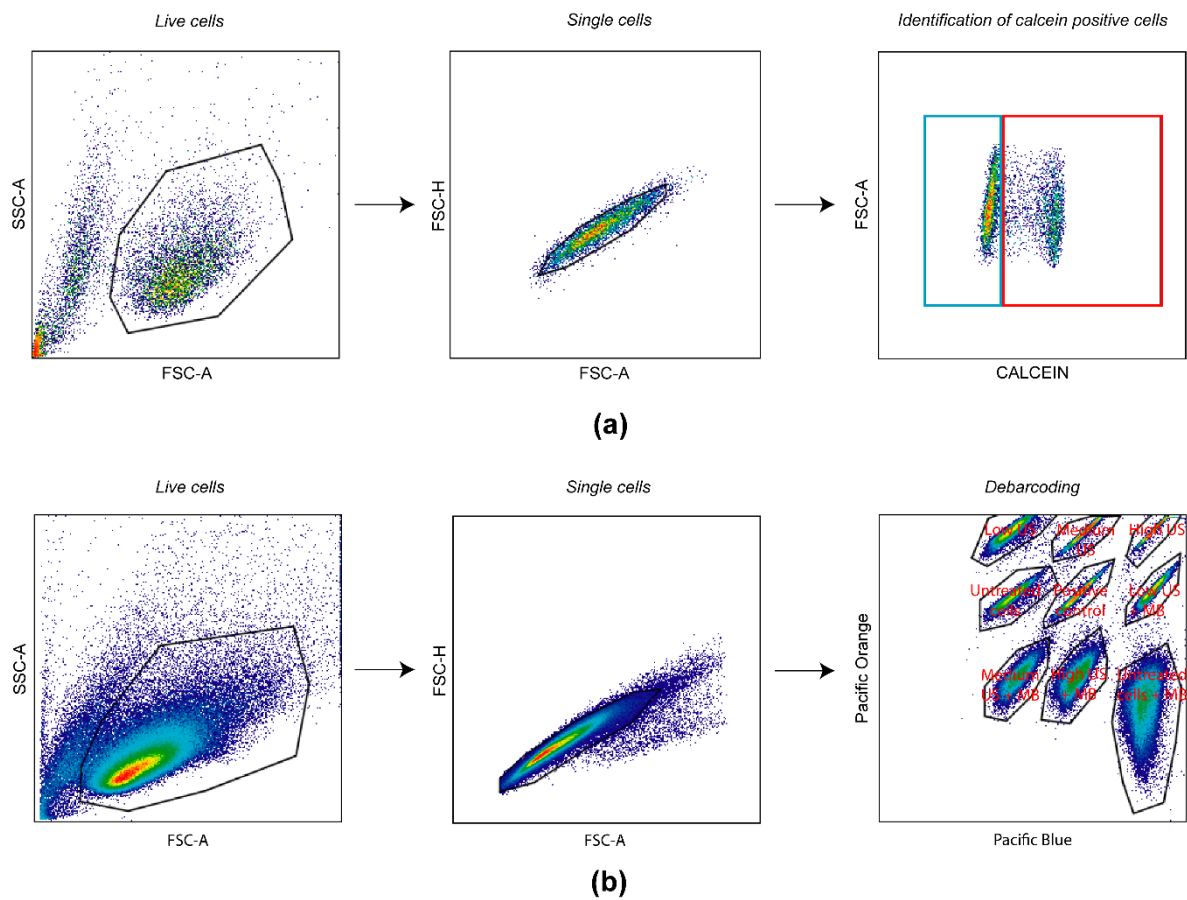 Live cells
Single cells
Identification of calcein positive cells
SSC-A
FSC-H
FSC-A
FSC-A
FSC-A
CALCEIN
(a)
Live cells
Single cells
Debarcoding
SSC-A
FSC-H
Pacific Orange
Low US
Medium
US
High US
Untreated
cells
Positive
control
Low US
MB
Medium
US + MB
High US
+ MB
Untreated
cells + MB
FSC-A
FSC-A
Pacific Blue
(b)